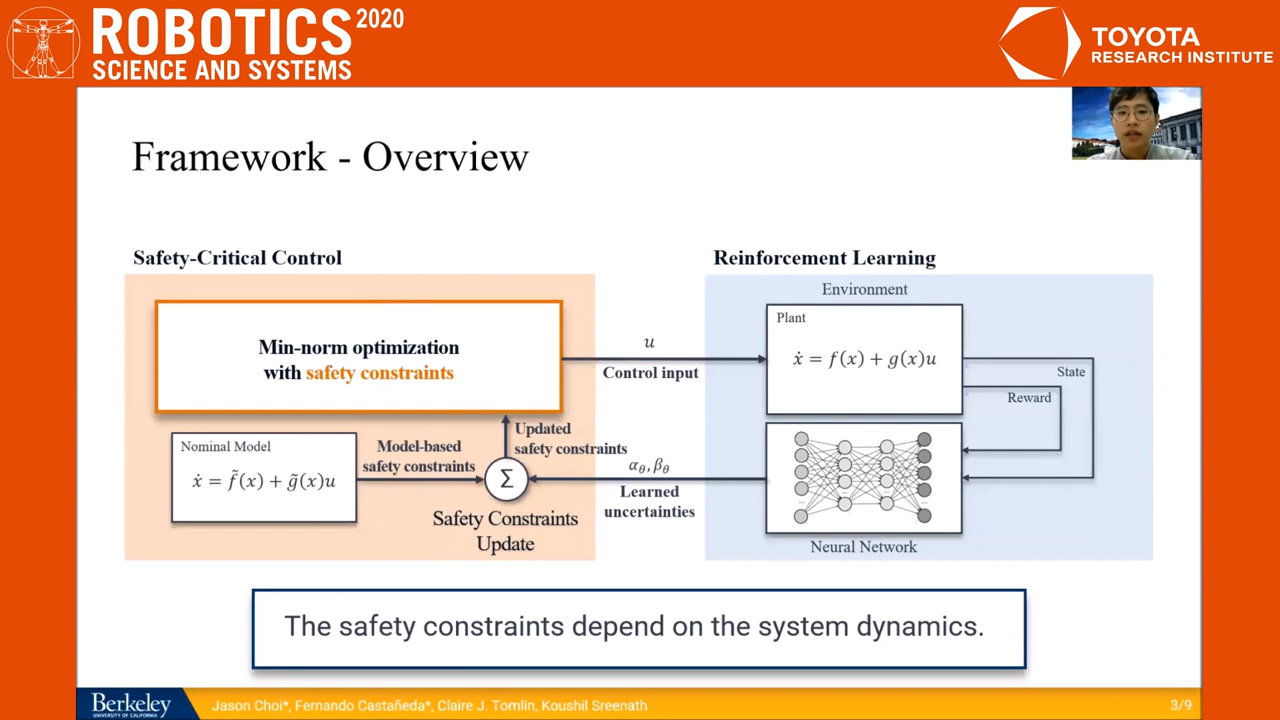 ROBOTICS 2020
SCIENCE AND SYSTEMS
TOYOTA
RESEARCH INSTITUTE
Framework - Overview
Safety-Critical Control
Min-norm optimization
with safety constraints
Nominal Model
ẋ = f̃(x) + g̃(x)u
Model-based
safety constraints
Updated
safety constraints
Σ
Safety Constraints
Update
u
Control input
α_θ, β_θ
Learned
uncertainties
Reinforcement Learning
Environment
Plant
ẋ = f(x) + g(x)u
State
Reward
Neural Network
The safety constraints depend on the system dynamics.
Berkeley
UNIVERSITY OF CALIFORNIA
Jason Choi*, Fernando Castañeda*, Claire J. Tomlin, Koushil Sreenath
3/9